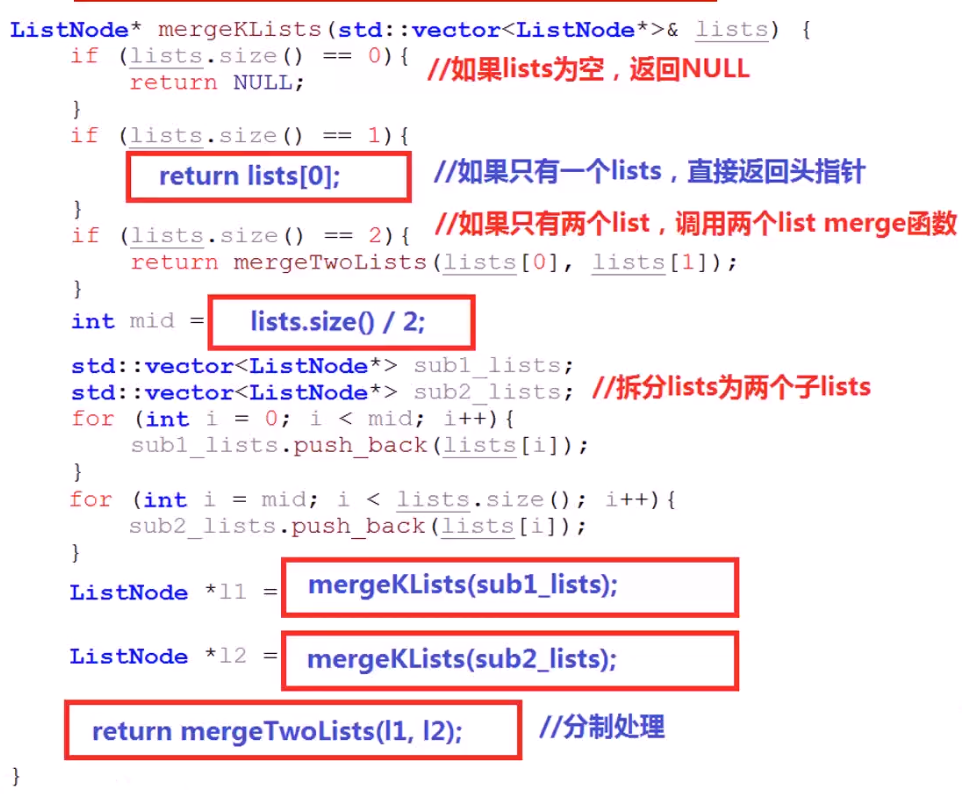 ListNode* mergeKLists(std::vector<ListNode*>& lists) {
if (lists.size() == 0){ //如果lists为空，返回NULL
return NULL;
}
if (lists.size() == 1){
return lists[0]; //如果只有一个lists，直接返回头指针
}
if (lists.size() == 2){ //如果只有两个list，调用两个list merge函数
return mergeTwoLists(lists[0], lists[1]);
}
int mid = lists.size() / 2;
std::vector<ListNode*> sub1_lists;
std::vector<ListNode*> sub2_lists; //拆分lists为两个子lists
for (int i = 0; i < mid; i++){
sub1_lists.push_back(lists[i]);
}
for (int i = mid; i < lists.size(); i++){
sub2_lists.push_back(lists[i]);
}
ListNode *l1 = mergeKLists(sub1_lists);
ListNode *l2 = mergeKLists(sub2_lists);
return mergeTwoLists(l1, l2); //分制处理
}